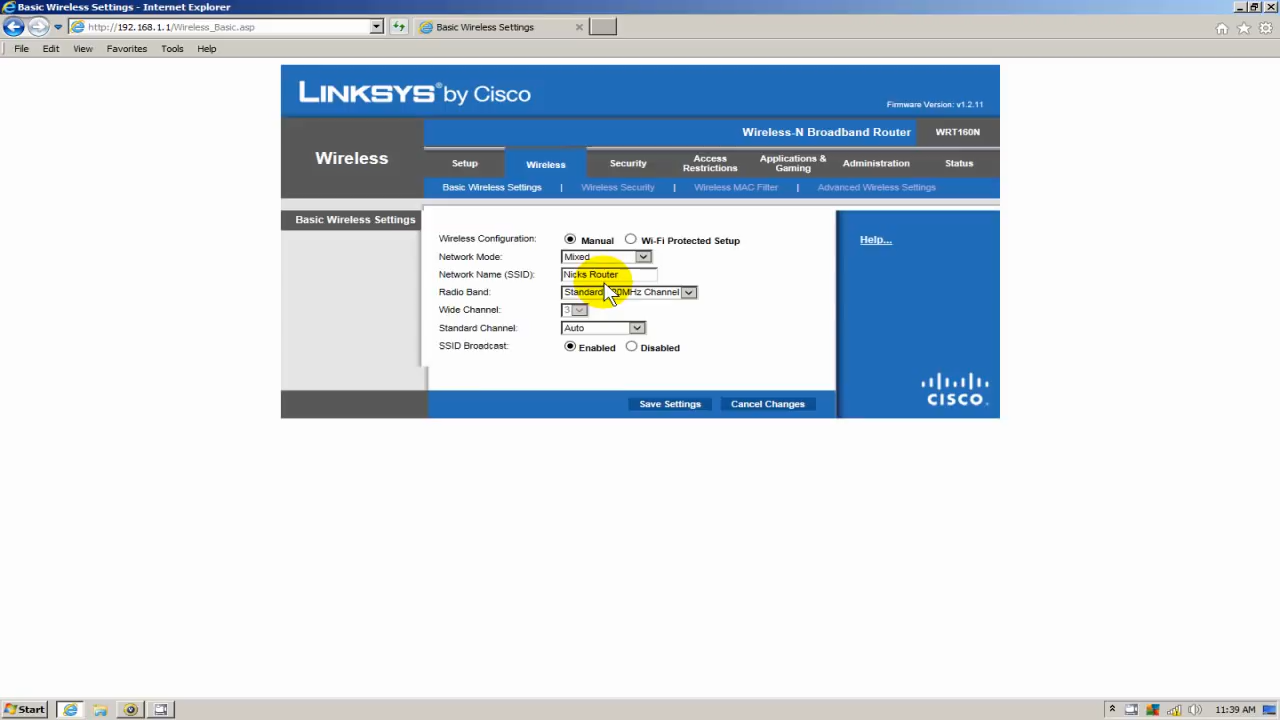 Basic Wireless Settings - Internet Explorer
http://192.168.1.1/Wireless_Basic.asp
Basic Wireless Settings
File Edit View Favorites Tools Help
LINKSYS® by Cisco
Firmware Version: v1.2.11
Wireless-N Broadband Router WRT160N
Wireless
Setup Wireless Security Access Restrictions Applications & Gaming Administration Status
Basic Wireless Settings | Wireless Security | Wireless MAC Filter | Advanced Wireless Settings
Basic Wireless Settings
Help...
Wireless Configuration: Manual Wi-Fi Protected Setup
Network Mode: Mixed
Network Name (SSID): Nicks Router
Radio Band: Standard 20MHz Channel
Wide Channel: 3
Standard Channel: Auto
SSID Broadcast: Enabled Disabled
CISCO.
Save Settings Cancel Changes
Start
11:39 AM